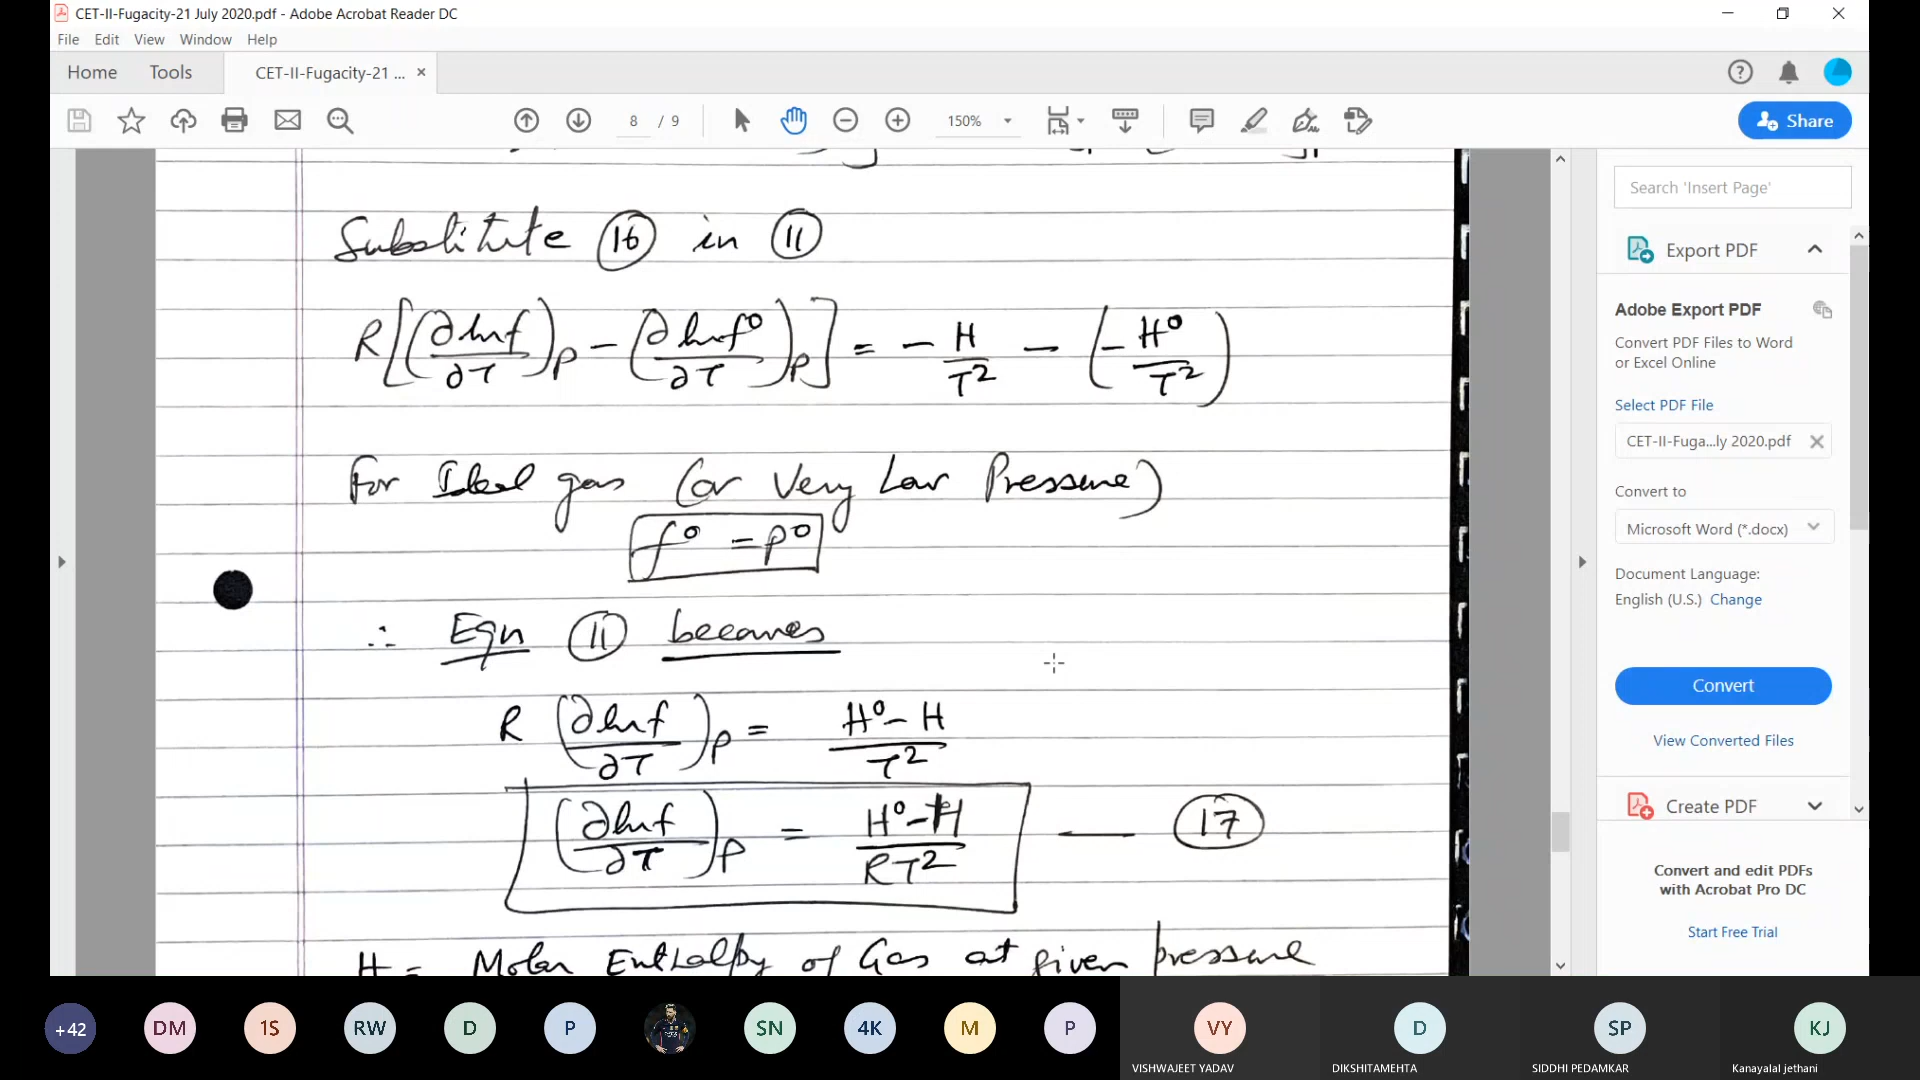 CET-II-Fugacity-21 July 2020.pdf - Adobe Acrobat Reader DC
File Edit View Window Help
Home Tools CET-II-Fugacity-21 ... ×
8 / 9 150% Share
Substitute (16) in (11)
R[(∂lnf/∂T)P − (∂lnf⁰/∂T)P] = − H/T² − (− H⁰/T²)
For Ideal gas (or Very Low Pressure)
f⁰ = P⁰
∴ Eqn (11) becomes
R (∂lnf/∂T)P = H⁰ − H/T²
(∂lnf/∂T)P = H⁰ − H/RT² — (17)
H = Molar Enthalpy of Gas at given pressure
Search 'Insert Page'
Export PDF
Adobe Export PDF
Convert PDF Files to Word
or Excel Online
Select PDF File
CET-II-Fuga...ly 2020.pdf
Convert to
Microsoft Word (*.docx)
Document Language:
English (U.S.) Change
Convert
View Converted Files
Create PDF
Convert and edit PDFs
with Acrobat Pro DC
Start Free Trial
+42 DM 1S RW D P SN 4K M P VY D SP KJ
VISHWAJEET YADAV DIKSHITAMEHTA SIDDHI PEDAMKAR Kanayalal jethani